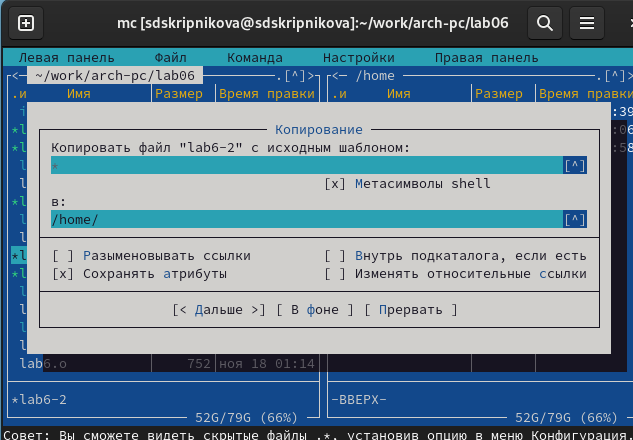 mc [sdskripnikova@sdskripnikova]:~/work/arch-pc/lab06
Левая панель Файл Команда Настройки Правая панель
<— ~/work/arch-pc/lab06 .[^]> <— /home .[^]>
.и Имя Размер Время правки .и Имя Размер Время правки
Копирование
Копировать файл "lab6-2" с исходным шаблоном:
* [^]
[x] Метасимволы shell
в:
/home/ [^]
[ ] Разыменовывать ссылки [ ] Внутрь подкаталога, если есть
[x] Сохранять атрибуты [ ] Изменять относительные ссылки
[< Дальше >] [ В фоне ] [ Прервать ]
lab6.o 752 ноя 18 01:14
*lab6-2 -ВВЕРХ-
52G/79G (66%) 52G/79G (66%)
Совет: Вы сможете видеть скрытые файлы .*, установив опцию в меню Конфигурация.